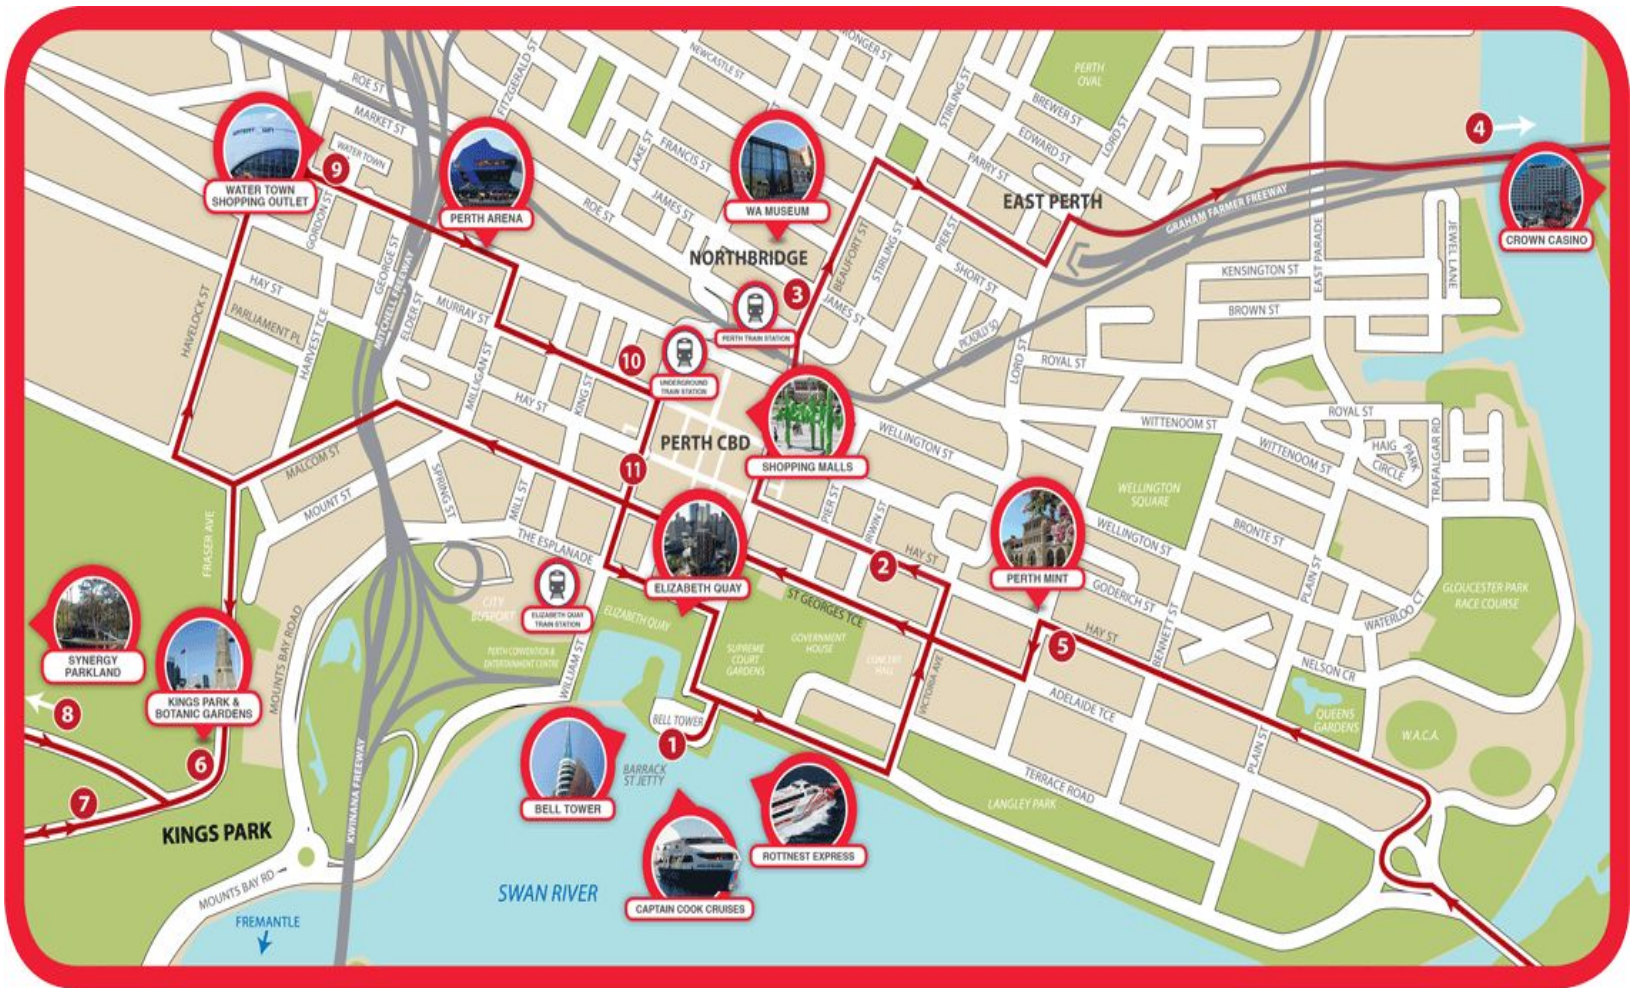 MONGER ST
NEWCASTLE ST
FITZGERALD ST
ROE ST
MARKET ST
PERTH
OVAL
STIRLING ST
BREWER ST
EDWARD ST
LORD ST
PARRY ST
4
WATER TOWN
9
WATER TOWN
SHOPPING OUTLET
PERTH ARENA
LAKE ST
FRANCIS ST
JAMES ST
ROE ST
WA MUSEUM
NORTHBRIDGE
EAST PERTH
GRAHAM FARMER FREEWAY
CROWN CASINO
GORDON ST
GEORGE ST
MITCHELL FREEWAY
ELDER ST
HAY ST
PARLIAMENT PL
HARVEST TCE
HAVELOCK ST
MURRAY ST
MILLIGAN ST
KING ST
HAY ST
BEAUFORT ST
STIRLING ST
PIER ST
SHORT ST
JAMES ST
PICADILLY SQ
3
PERTH TRAIN STATION
10
UNDERGROUND
TRAIN STATION
KENSINGTON ST
BROWN ST
EAST PARADE
JEWELL LANE
ROYAL ST
LORD ST
PERTH CBD
SHOPPING MALLS
WELLINGTON ST
WITTENOOM ST
ROYAL ST
WITTENOOM ST
HAIG
PARK
CIRCLE
TRAFALGAR RD
11
MALCOM ST
MOUNT ST
SPRING ST
MILL ST
THE ESPLANADE
FRASER AVE
PIER ST
IRWIN ST
HAY ST
2
WELLINGTON
SQUARE
WELLINGTON ST
BRONTE ST
PLAIN ST
PERTH MINT
GODERICH ST
HAY ST
5
BENNETT ST
WATERLOO CT
NELSON CR
GLOUCESTER PARK
RACE COURSE
ELIZABETH QUAY
ST GEORGES TCE
CITY
BUSPORT
ELIZABETH QUAY
TRAIN STATION
ELIZABETH QUAY
PERTH CONVENTION &
ENTERTAINMENT CENTRE
WILLIAM ST
SUPREME
COURT
GARDENS
GOVERNMENT
HOUSE
CONCERT
HALL
VICTORIA AVE
ADELAIDE TCE
QUEENS
GARDENS
W.A.C.A.
PLAIN ST
TERRACE ROAD
LANGLEY PARK
SYNERGY
PARKLAND
KINGS PARK &
BOTANIC GARDENS
MOUNTS BAY ROAD
8
6
7
KINGS PARK
KWINANA FREEWAY
MOUNTS BAY RD
FREMANTLE
BELL TOWER
1
BARRACK
ST JETTY
BELL TOWER
ROTTNEST EXPRESS
CAPTAIN COOK CRUISES
SWAN RIVER